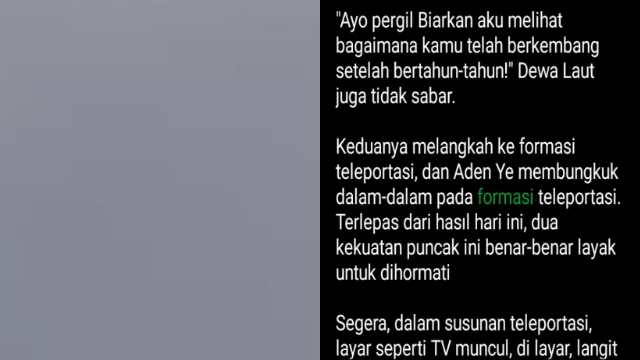 "Ayo pergil Biarkan aku melihat
bagaimana kamu telah berkembang
setelah bertahun-tahun!" Dewa Laut
juga tidak sabar.
Keduanya melangkah ke formasi
teleportasi, dan Aden Ye membungkuk
dalam-dalam pada formasi teleportasi.
Terlepas dari hasil hari ini, dua
kekuatan puncak ini benar-benar layak
untuk dihormati
Segera, dalam susunan teleportasi,
layar seperti TV muncul, di layar, langit